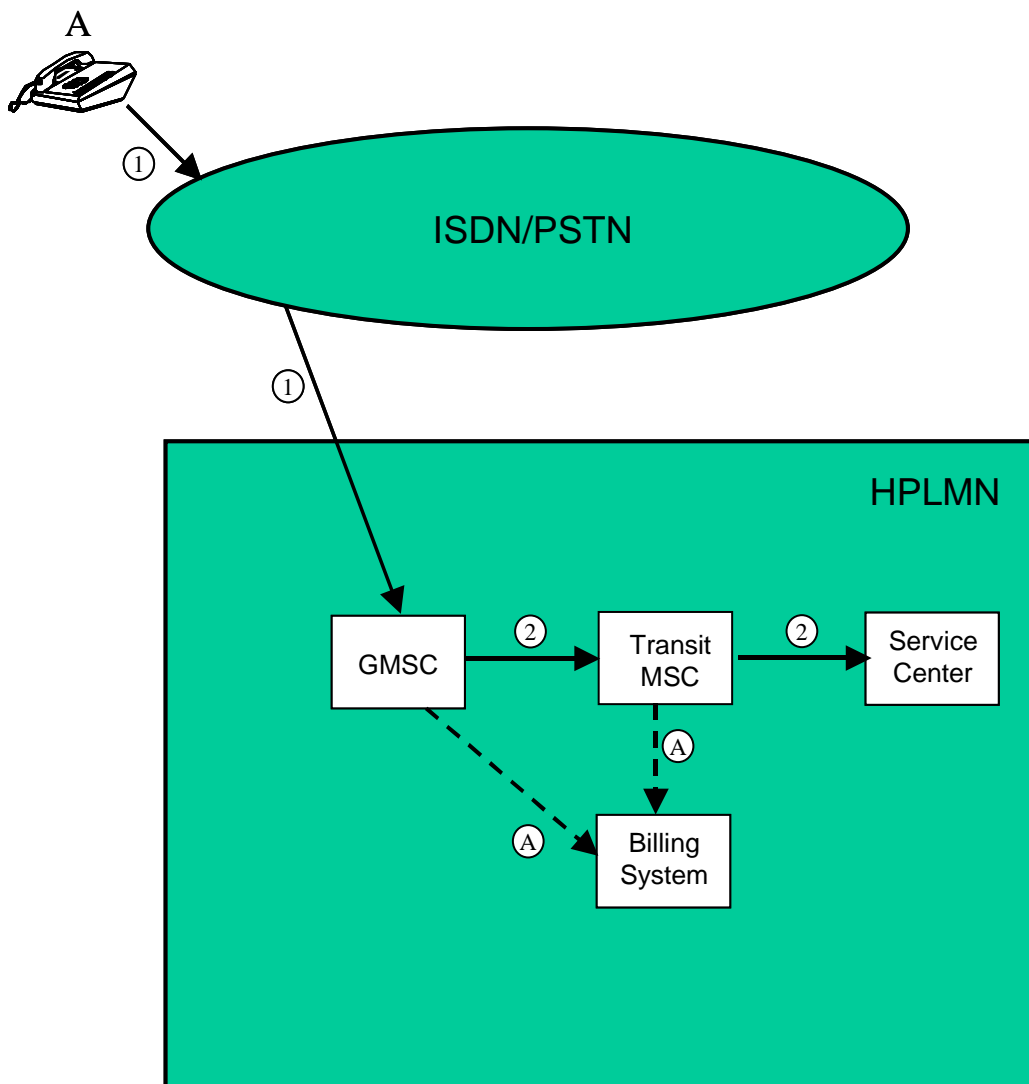 A
1
ISDN/PSTN
1
HPLMN
GMSC
2
Transit
MSC
2
Service
Center
A
A
Billing
System